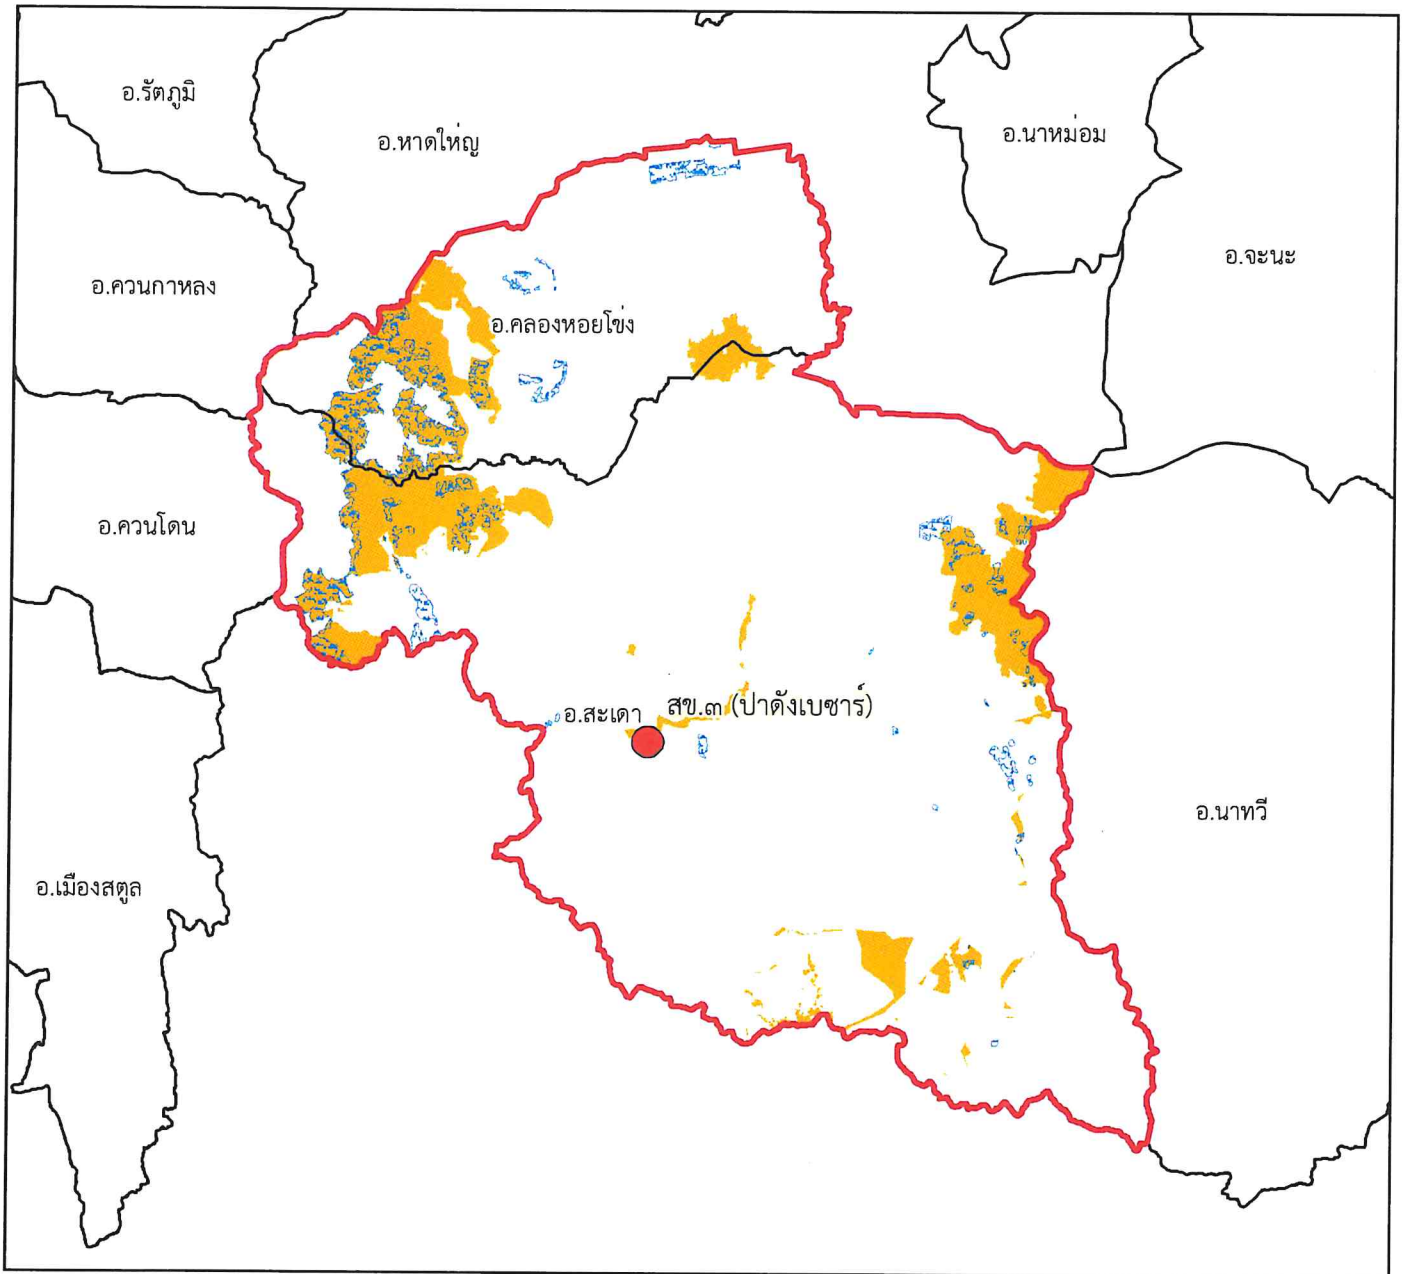 อ.รัตภูมิ
อ.หาดใหญ่
อ.นาหม่อม
อ.จะนะ
อ.ควนกาหลง
อ.คลองหอยโข่ง
อ.ควนโดน
อ.สะเดา
สข.๓ (ปาดังเบซาร์)
อ.นาทวี
อ.เมืองสตูล